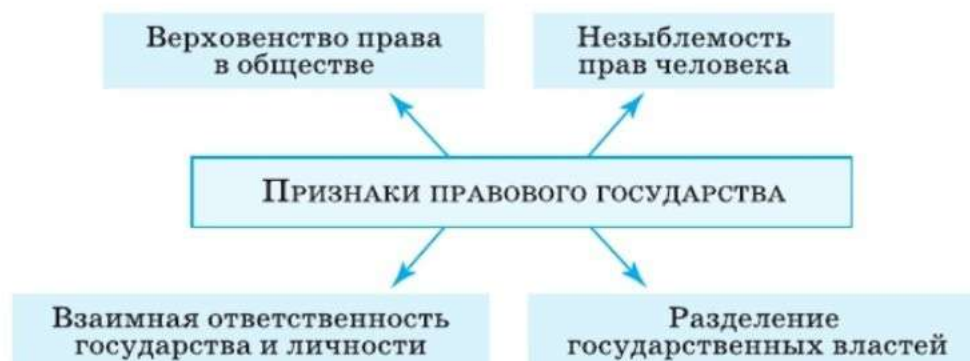 Верховенство права
в обществе
Незыблемость
прав человека
Признаки правового государства
Взаимная ответственность
государства и личности
Разделение
государственных властей